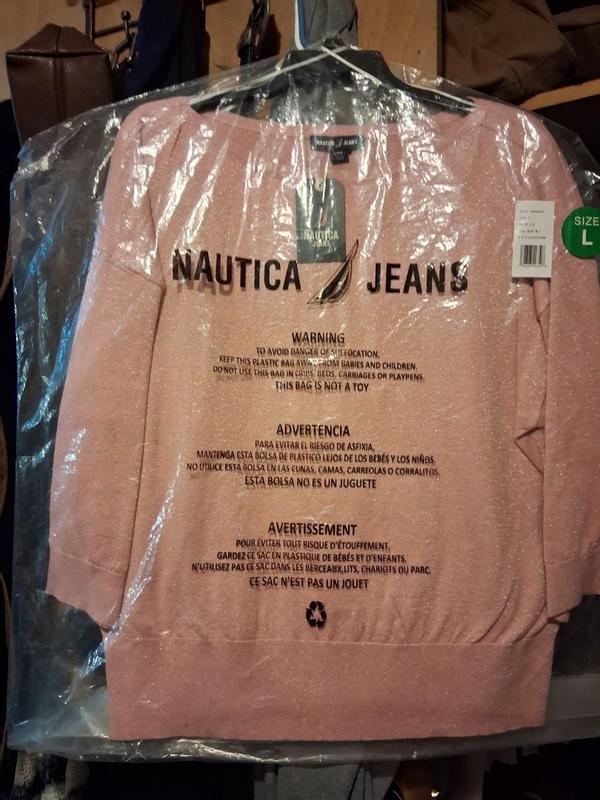 NAUTICA JEANS
NAUTICA
JEANS
SIZE
L
NAUTICA JEANS
WARNING
TO AVOID DANGER OF SUFFOCATION,
KEEP THIS PLASTIC BAG AWAY FROM BABIES AND CHILDREN.
DO NOT USE THIS BAG IN CRIBS, BEDS, CARRIAGES OR PLAYPENS.
THIS BAG IS NOT A TOY
ADVERTENCIA
PARA EVITAR EL RIESGO DE ASFIXIA,
MANTENGA ESTA BOLSA DE PLASTICO LEJOS DE LOS BEBÉS Y LOS NIÑOS.
NO UTILICE ESTA BOLSA EN LAS CUNAS, CAMAS, CARREOLAS O CORRALITOS.
ESTA BOLSA NO ES UN JUGUETE
AVERTISSEMENT
POUR ÉVITER TOUT RISQUE D'ÉTOUFFEMENT,
GARDEZ CE SAC EN PLASTIQUE DE BÉBÉS ET D'ENFANTS.
N'UTILISEZ PAS CE SAC DANS LES BERCEAUX, LITS, CHARIOTS OU PARC.
CE SAC N'EST PAS UN JOUET